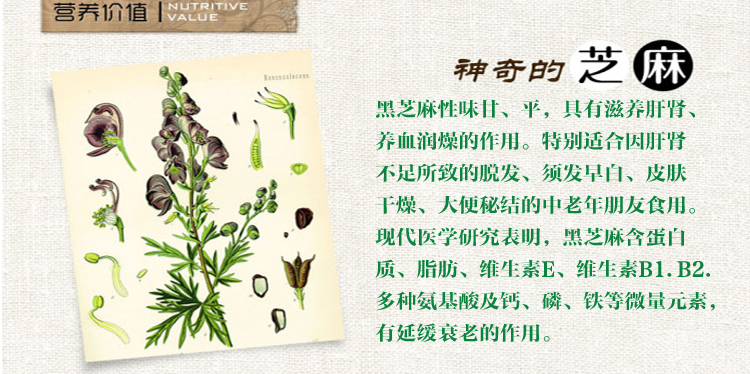 营养价值 NUTRITIVE
VALUE
Ranunculaceae
神奇的芝麻
黑芝麻性味甘、平，具有滋养肝肾、
养血润燥的作用。特别适合因肝肾
不足所致的脱发、须发早白、皮肤
干燥、大便秘结的中老年朋友食用。
现代医学研究表明，黑芝麻含蛋白
质、脂肪、维生素E、维生素B1.B2.
多种氨基酸及钙、磷、铁等微量元素，
有延缓衰老的作用。